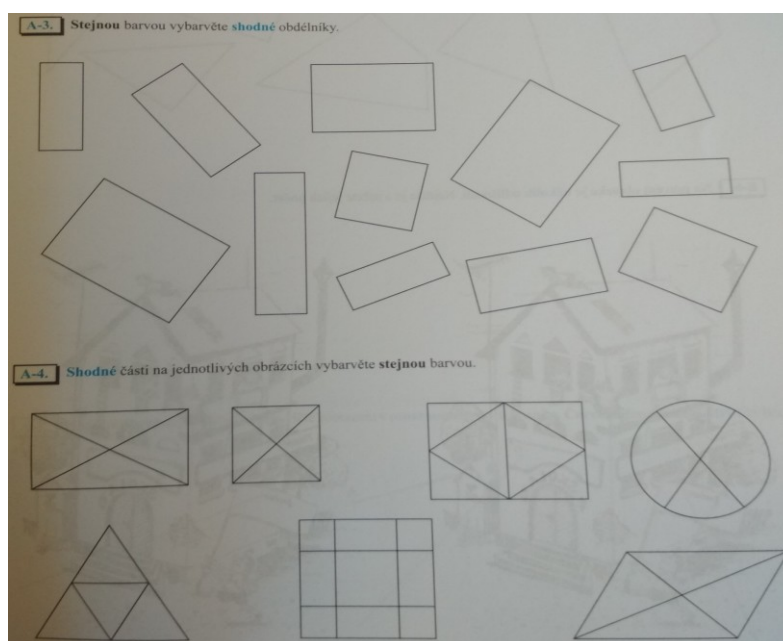 A-3. Stejnou barvou vybarvěte shodné obdélníky.
A-4. Shodné části na jednotlivých obrázcích vybarvěte stejnou barvou.